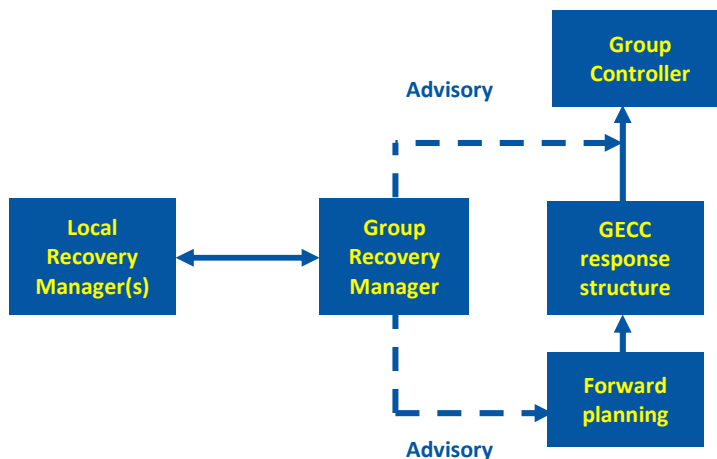 Group
Controller
Advisory
Local
Recovery
Manager(s)
Group
Recovery
Manager
GECC
response
structure
Forward
planning
Advisory